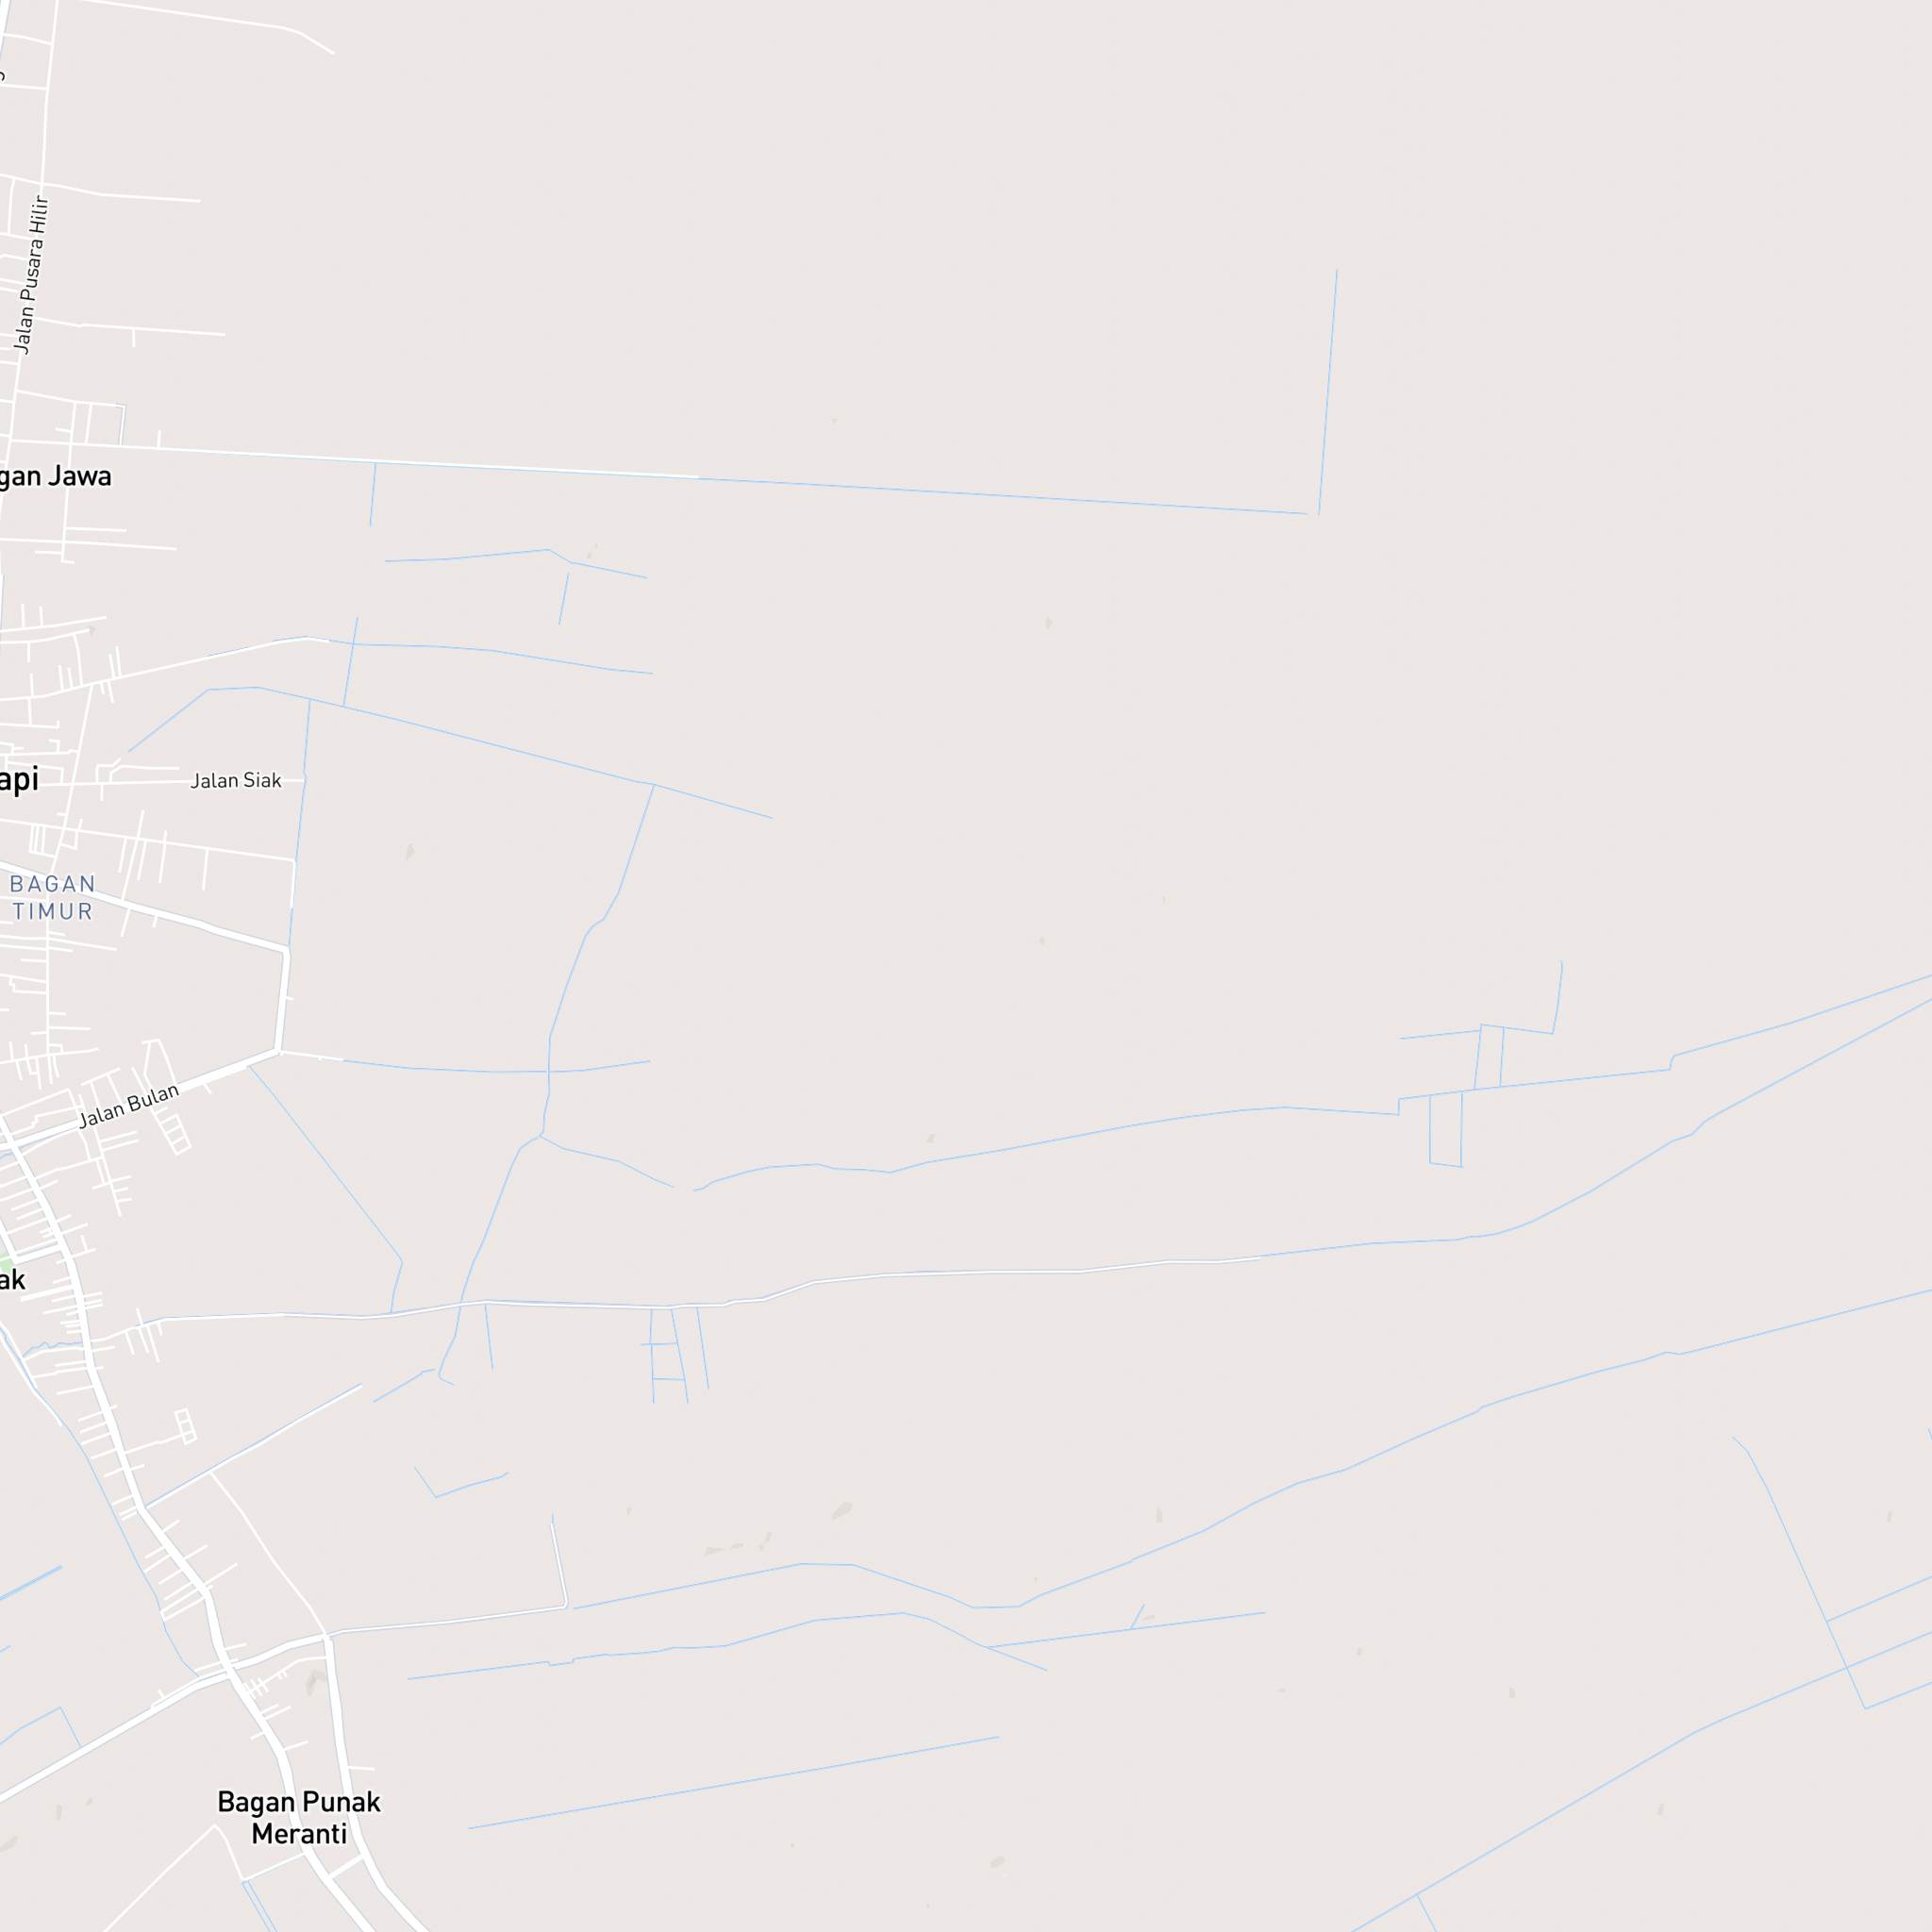 Jalan Pusara Hilir
gan Jawa
Jalan Siak
api
BAGAN
TIMUR
Jalan Bulan
ak
Bagan Punak
Meranti